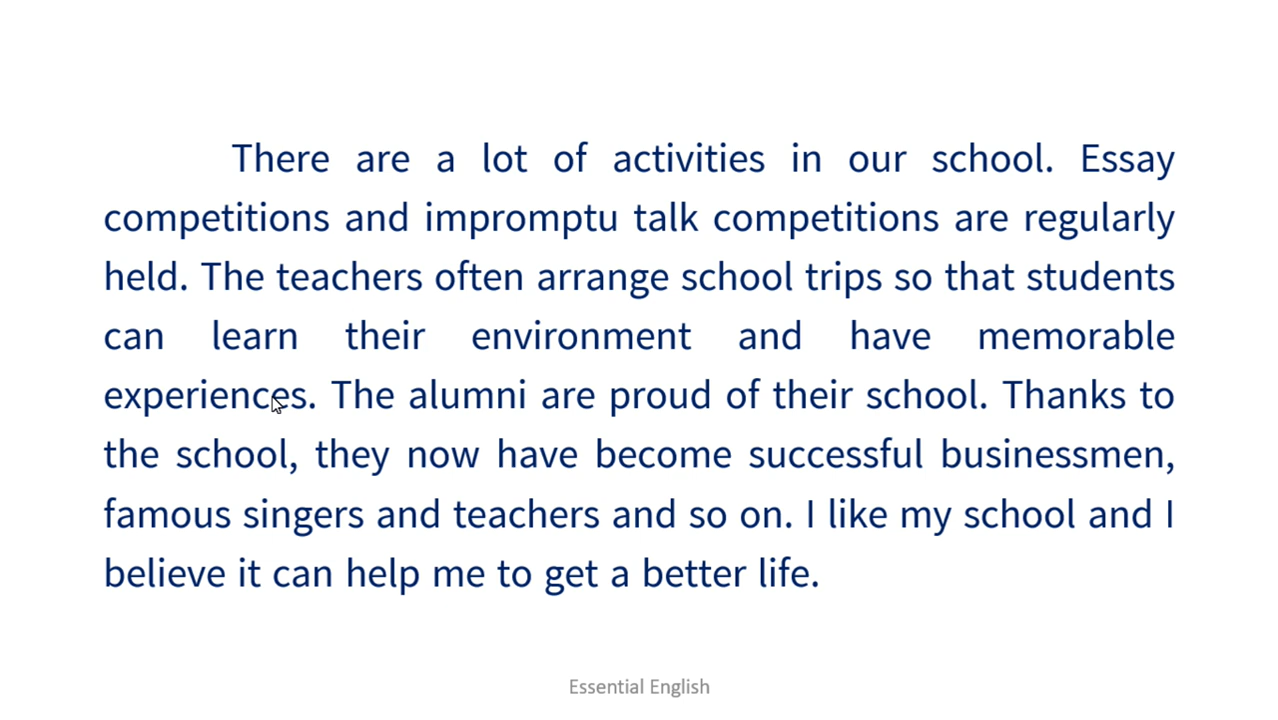 There are a lot of activities in our school. Essay
competitions and impromptu talk competitions are regularly
held. The teachers often arrange school trips so that students
can learn their environment and have memorable
experiences. The alumni are proud of their school. Thanks to
the school, they now have become successful businessmen,
famous singers and teachers and so on. I like my school and I
believe it can help me to get a better life.
Essential English